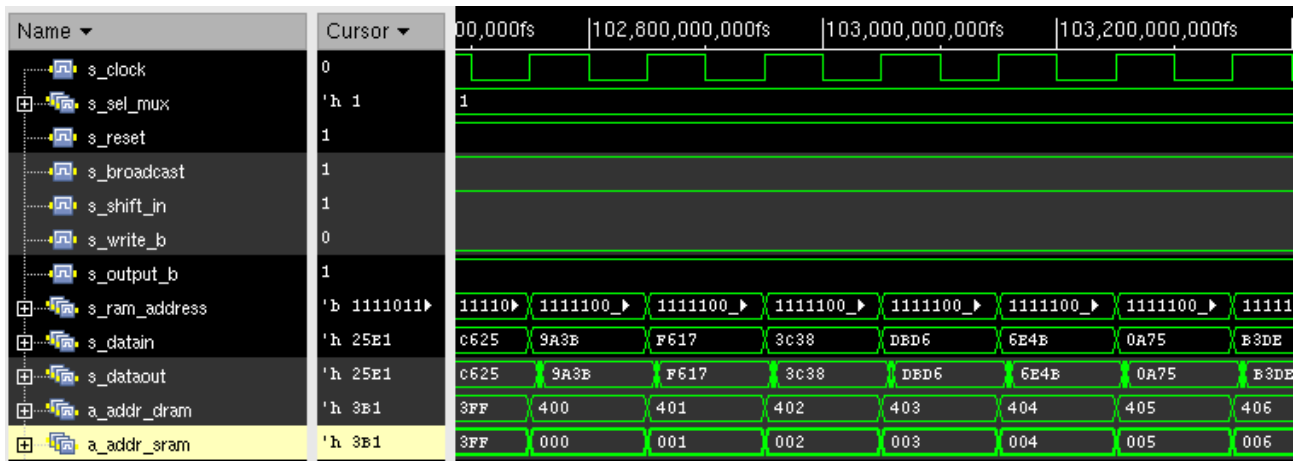 Name Cursor 00,000fs 102,800,000,000fs 103,000,000,000fs 103,200,000,000fs
s_clock 0
s_sel_mux 'h 1 1
s_reset 1
s_broadcast 1
s_shift_in 1
s_write_b 0
s_output_b 1
s_ram_address 'b 1111011 11110 1111100_ 1111100_ 1111100_ 1111100_ 1111100_ 1111100_ 11111
s_datain 'h 25E1 C625 9A3B F617 3C38 DBD6 6E4B 0A75 B3DE
s_dataout 'h 25E1 C625 9A3B F617 3C38 DBD6 6E4B 0A75 B3DE
a_addr_dram 'h 3B1 3FF 400 401 402 403 404 405 406
a_addr_sram 'h 3B1 3FF 000 001 002 003 004 005 006